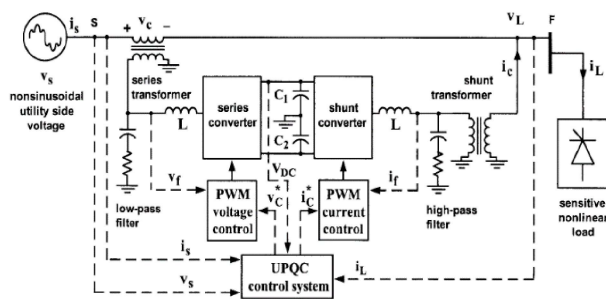 i_s
S
+ v_c −
v_L
F
i_L
v_s
nonsinusoidal
utility side
voltage
series
transformer
L
series
converter
C_1
C_2
shunt
converter
L
shunt
transformer
i_c
low-pass
filter
v_f
PWM
voltage
control
V_DC
v_C^*
i_C^*
PWM
current
control
i_f
high-pass
filter
sensitive
nonlinear
load
i_s
v_s
UPQC
control system
i_L